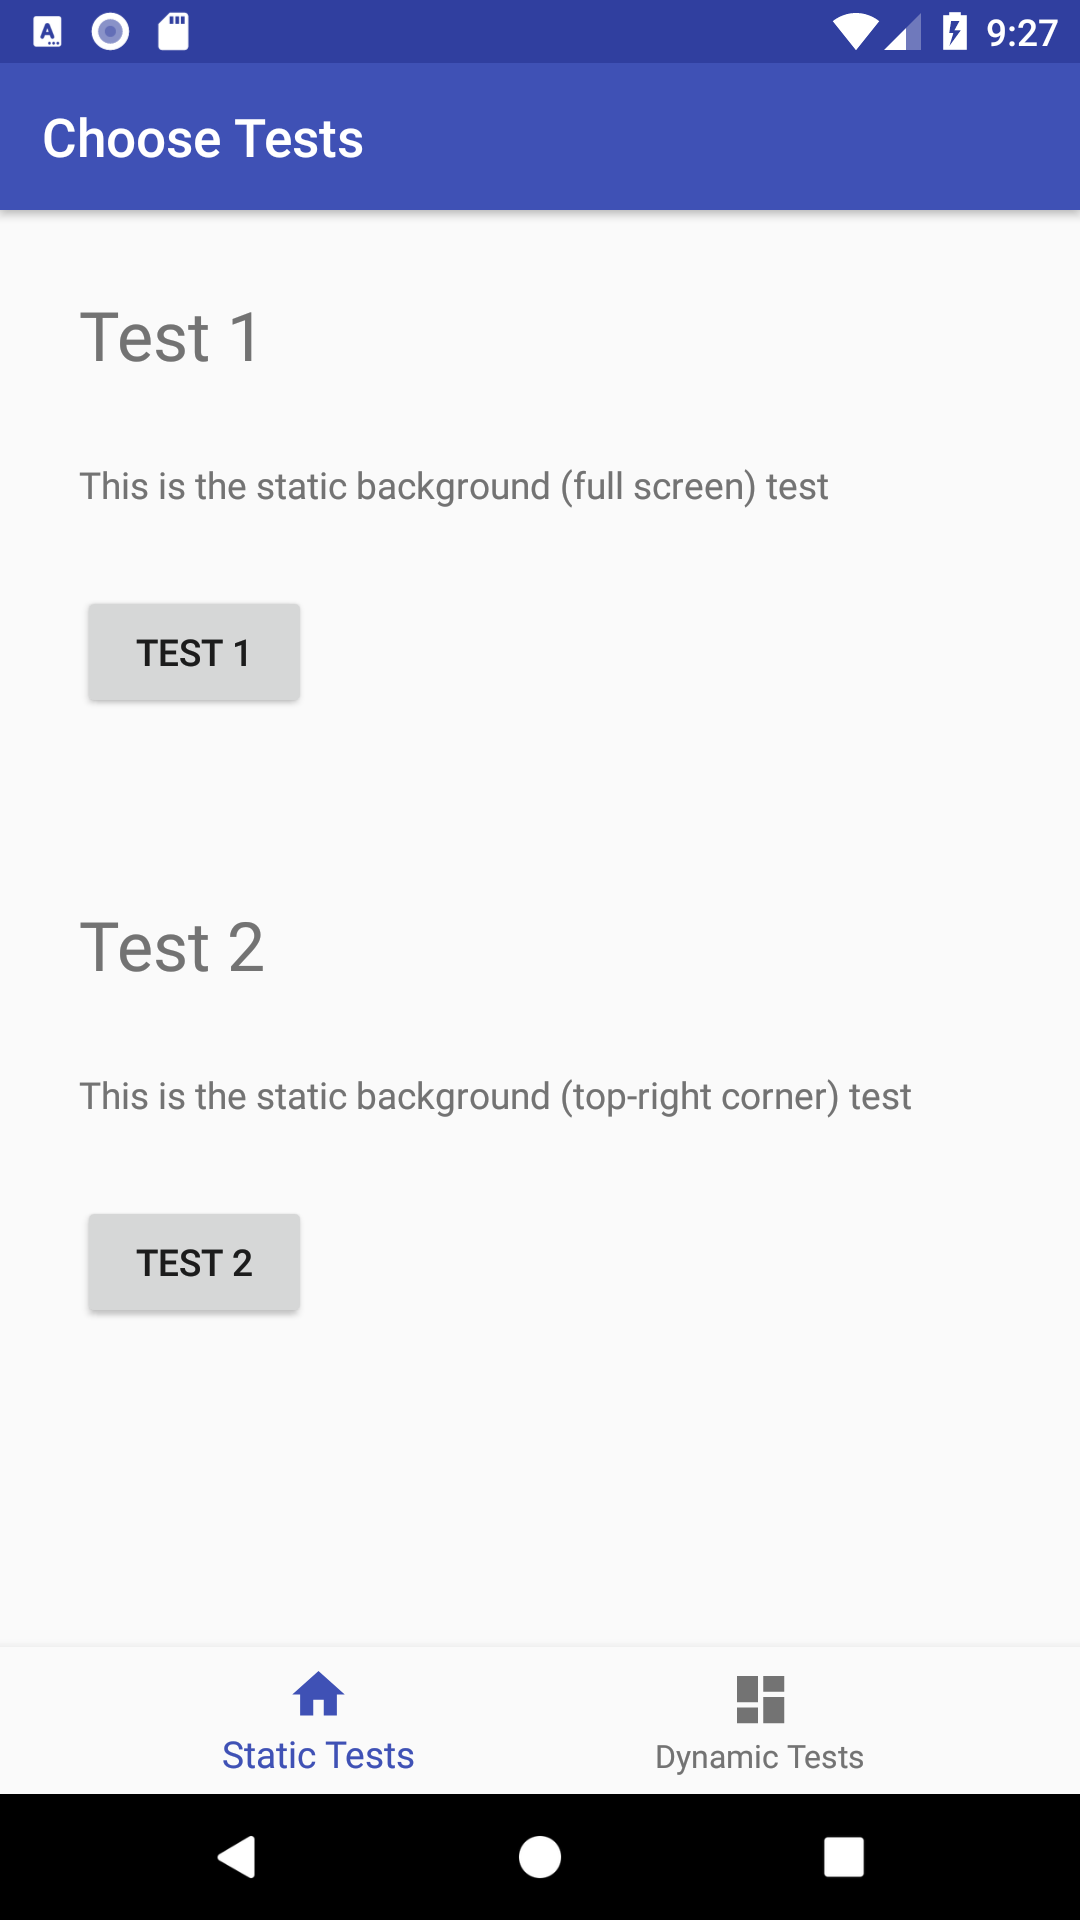 9:27
Choose Tests
Test 1
This is the static background (full screen) test
TEST 1
Test 2
This is the static background (top-right corner) test
TEST 2
Static Tests
Dynamic Tests